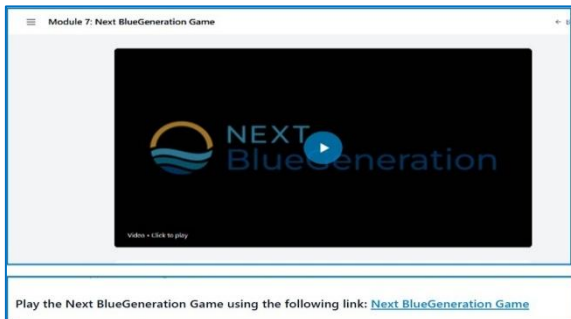 Module 7: Next BlueGeneration Game
NEXT
BlueGeneration
Video • Click to play
Play the Next BlueGeneration Game using the following link: Next BlueGeneration Game